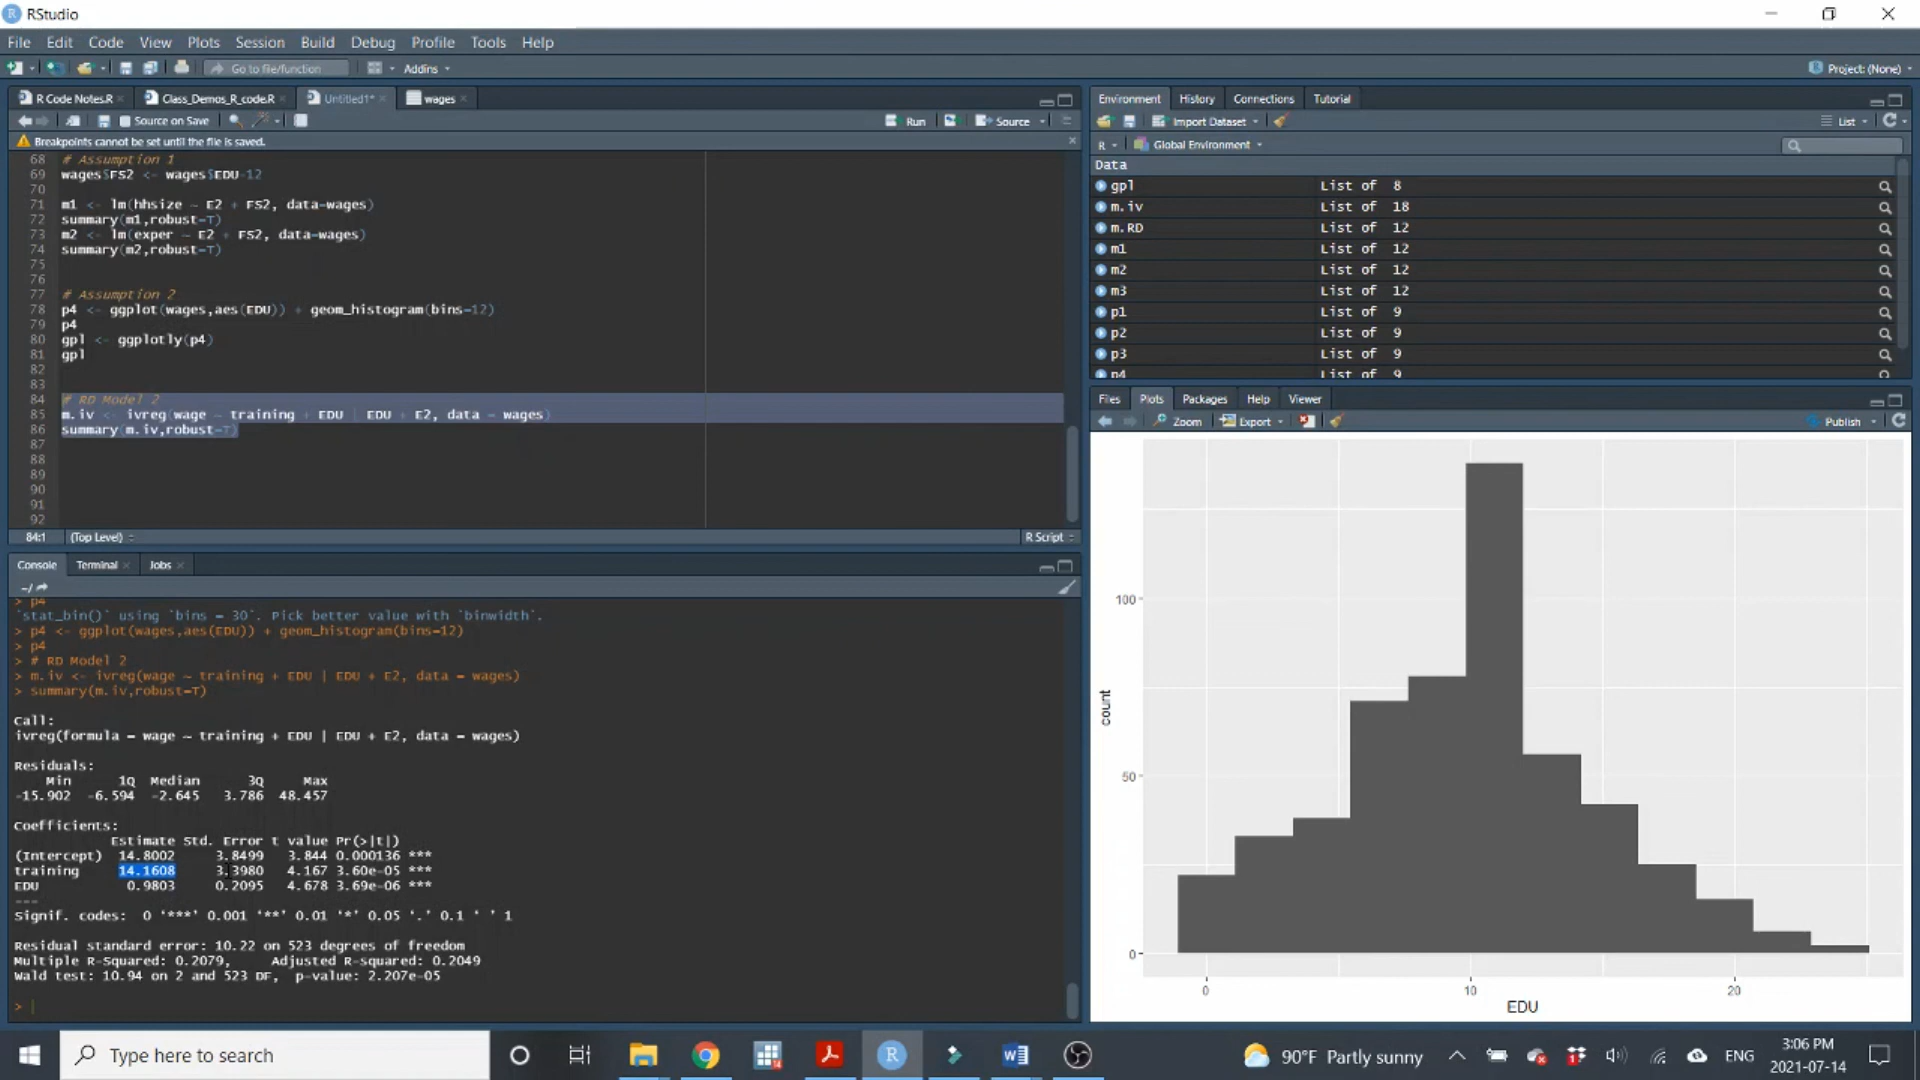 RStudio
File Edit Code View Plots Session Build Debug Profile Tools Help
Go to file/function Addins Project: (None)
R Code Notes.R Class_Demos_R_code.R Untitled1* wages
Source on Save Run Source
Breakpoints cannot be set until the file is saved.
68 # Assumption 1
69 wages$FS2 <- wages$EDU-12
70
71 m1 <- lm(hhsize ~ E2 + FS2, data=wages)
72 summary(m1,robust=T)
73 m2 <- lm(exper ~ E2 + FS2, data=wages)
74 summary(m2,robust=T)
75
76
77 # Assumption 2
78 p4 <- ggplot(wages,aes(EDU)) + geom_histogram(bins=12)
79 p4
80 gpl <- ggplotly(p4)
81 gpl
82
83
84 # RD Model 2
85 m.iv <- ivreg(wage ~ training + EDU | EDU + E2, data = wages)
86 summary(m.iv,robust=T)
87
88
89
90
91
92
84:1 (Top Level) R Script
Console Terminal Jobs
~/
> p4
`stat_bin()` using `bins = 30`. Pick better value with `binwidth`.
> p4 <- ggplot(wages,aes(EDU)) + geom_histogram(bins=12)
> p4
> # RD Model 2
> m.iv <- ivreg(wage ~ training + EDU | EDU + E2, data = wages)
> summary(m.iv,robust=T)
Call:
ivreg(formula = wage ~ training + EDU | EDU + E2, data = wages)
Residuals:
Min 1Q Median 3Q Max
-15.902 -6.594 -2.645 3.786 48.457
Coefficients:
Estimate Std. Error t value Pr(>|t|)
(Intercept) 14.8002 3.8499 3.844 0.000136 ***
training 14.1608 3.3980 4.167 3.60e-05 ***
EDU 0.9803 0.2095 4.678 3.69e-06 ***
---
Signif. codes: 0 '***' 0.001 '**' 0.01 '*' 0.05 '.' 0.1 ' ' 1
Residual standard error: 10.22 on 523 degrees of freedom
Multiple R-Squared: 0.2079, Adjusted R-squared: 0.2049
Wald test: 10.94 on 2 and 523 DF, p-value: 2.207e-05
>
Environment History Connections Tutorial
Import Dataset List
R Global Environment
Data
gpl List of 8
m.iv List of 18
m.RD List of 12
m1 List of 12
m2 List of 12
m3 List of 12
p1 List of 9
p2 List of 9
p3 List of 9
p4 List of 9
Files Plots Packages Help Viewer
Zoom Export Publish
100
50
0
count
0 10 20
EDU
Type here to search
90°F Partly sunny
ENG
3:06 PM
2021-07-14